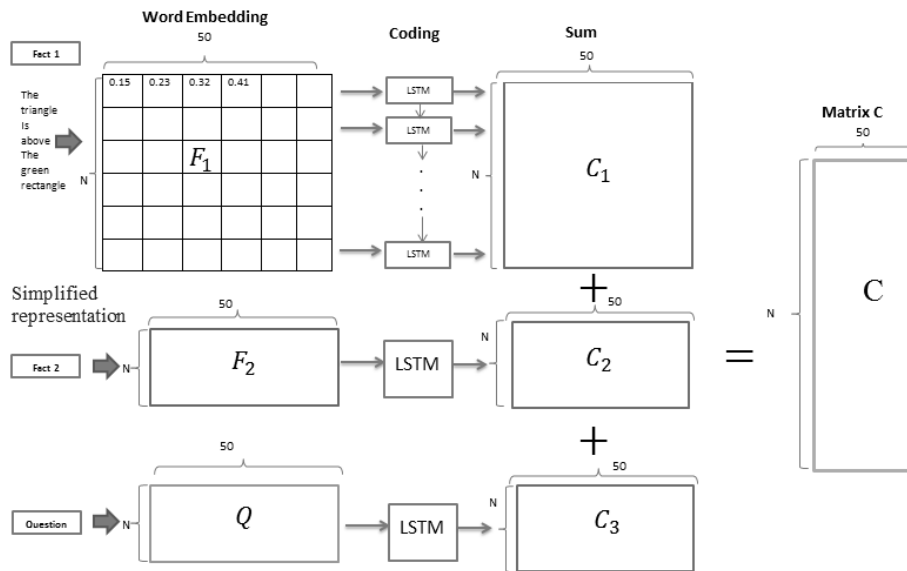 Word Embedding
Coding
Sum
50
50
Fact 1
0.15 0.23 0.32 0.41
LSTM
Matrix C
The
triangle
Is
above
The
green
rectangle
N
F₁
LSTM
N
C₁
50
.
.
.
LSTM
+
Simplified
representation
50
50
N
C
Fact 2
N
F₂
LSTM
N
C₂
=
+
50
50
Question
N
Q
LSTM
N
C₃